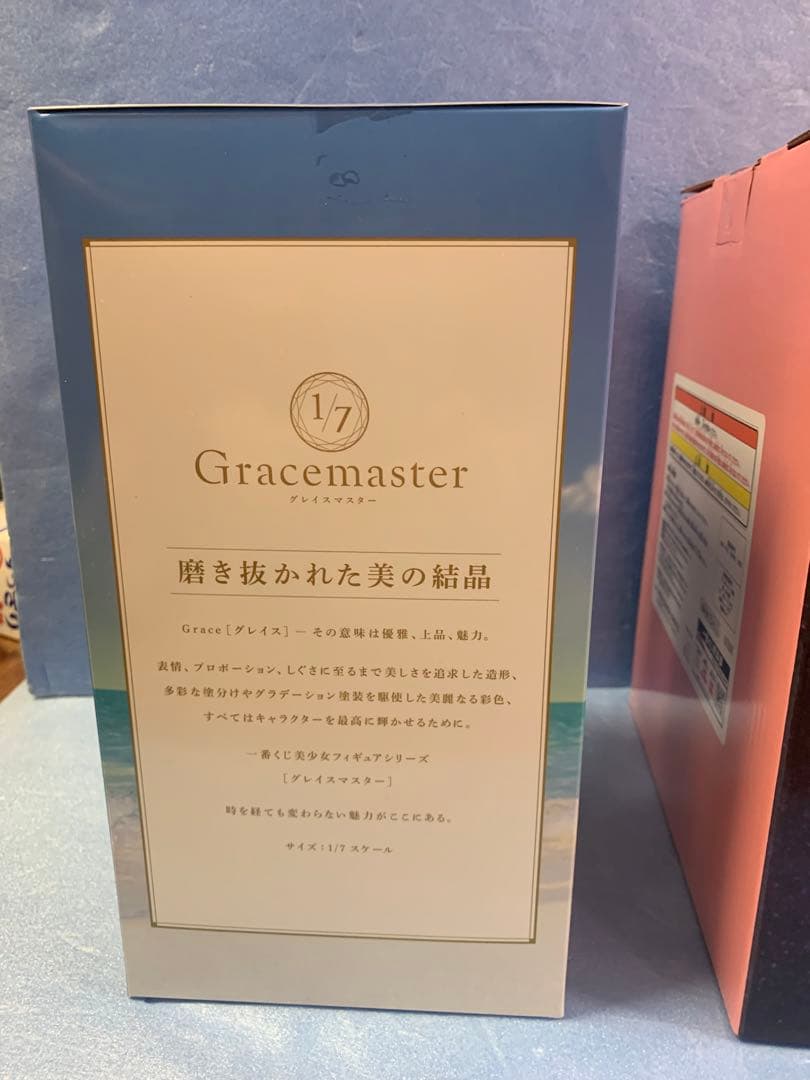 1/7
Gracemaster
グレイスマスター
磨き抜かれた美の結晶
Grace［グレイス］— その意味は優雅、上品、魅力。
表情、プロポーション、しぐさに至るまで美しさを追求した造形、
多彩な塗分けやグラデーション塗装を駆使した美麗なる彩色、
すべてはキャラクターを最高に輝かせるために。
一番くじ美少女フィギュアシリーズ
［グレイスマスター］
時を経ても変わらない魅力がここにある。
サイズ：1/7 スケール